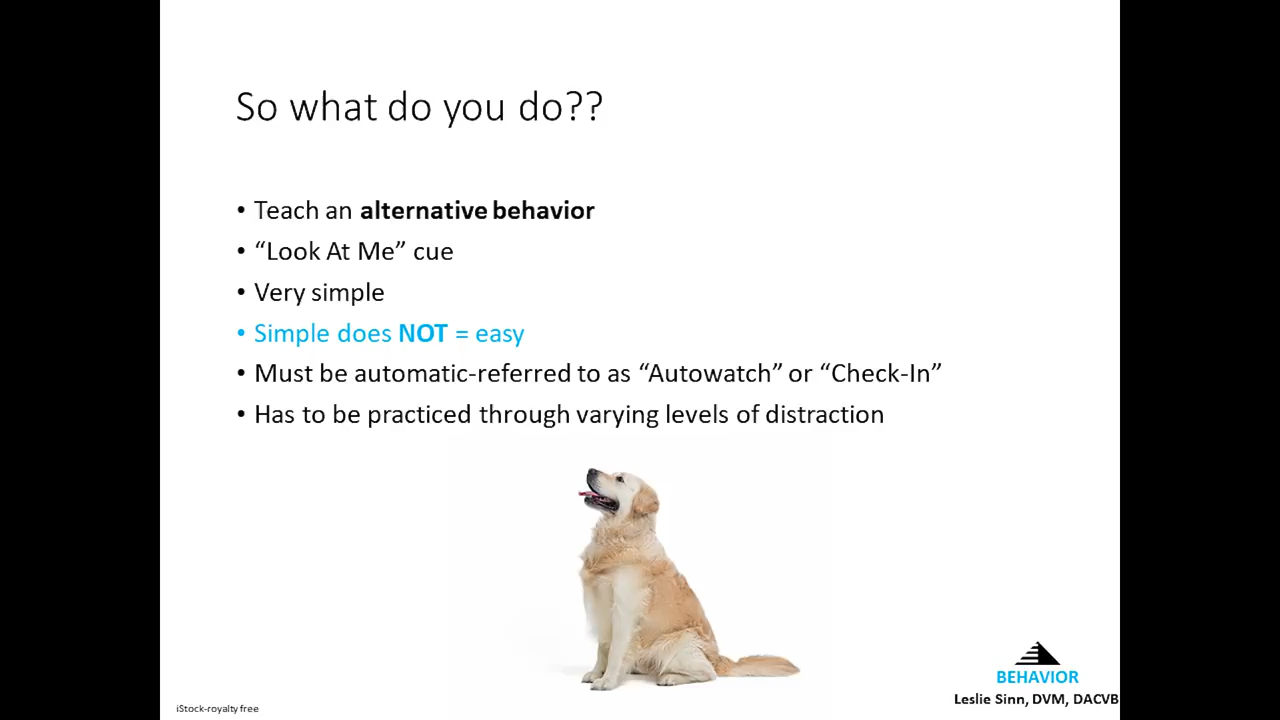 So what do you do??
• Teach an alternative behavior
• “Look At Me” cue
• Very simple
• Simple does NOT = easy
• Must be automatic-referred to as “Autowatch” or “Check-In”
• Has to be practiced through varying levels of distraction
BEHAVIOR
Leslie Sinn, DVM, DACVB
iStock-royalty free